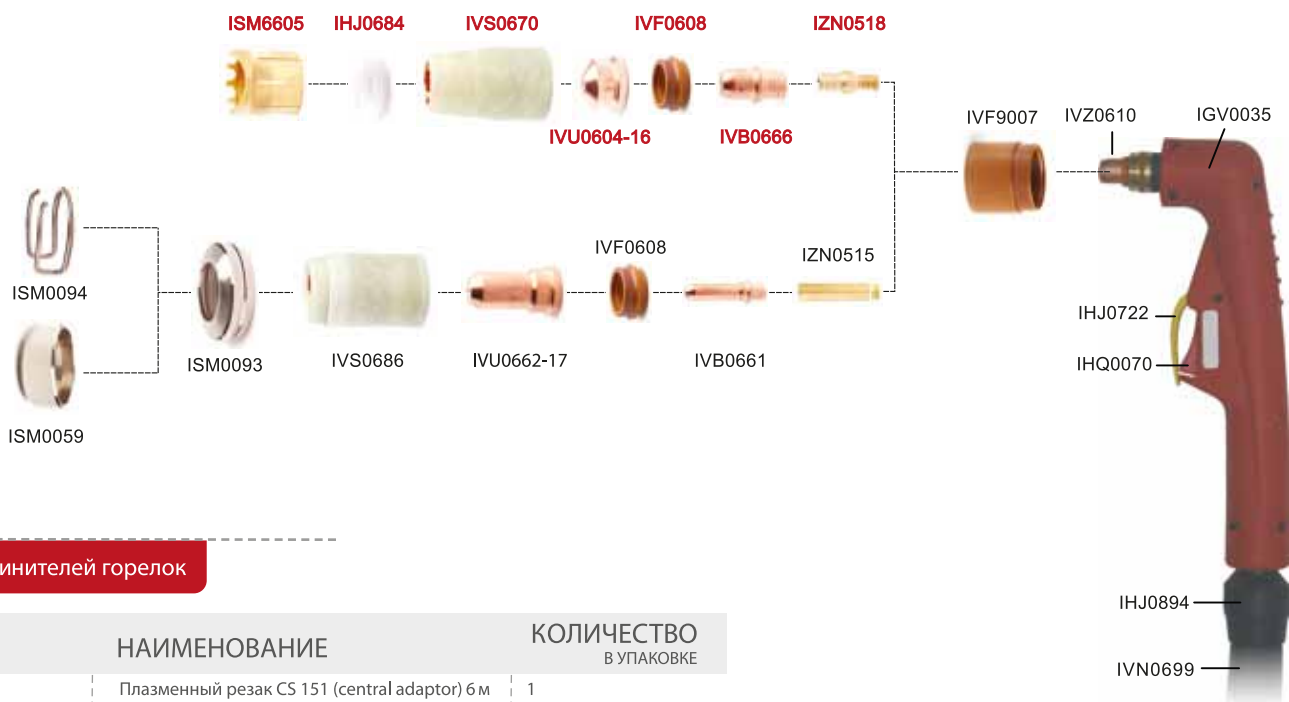 ISM6605 IHJ0684 IVS0670 IVF0608 IZN0518
IVU0604-16 IVB0666
IVF9007 IVZ0610 IGV0035
ISM0094
ISM0059
ISM0093 IVS0686 IVU0662-17 IVF0608 IVB0661 IZN0515
IHJ0722
IHQ0070
IHJ0894
IVN0699
инителей горелок
НАИМЕНОВАНИЕ
КОЛИЧЕСТВО
В УПАКОВКЕ
Плазменный резак CS 151 (central adaptor) 6 м 1